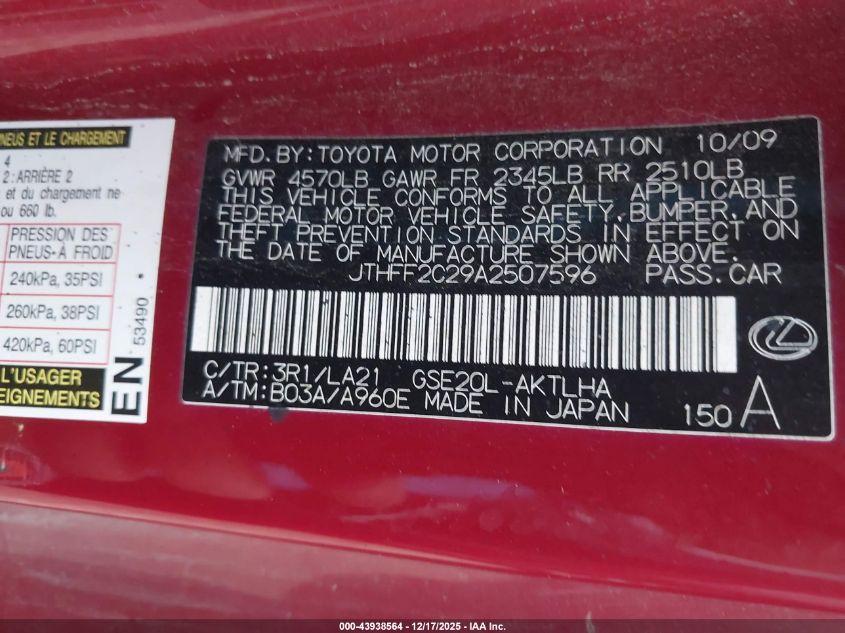 PNEUS ET LE CHARGEMENT
4
2 : ARRIÈRE 2
et du chargement ne
ou 660 lb.
PRESSION DES
PNEUS-À FROID
240kPa, 35PSI
260kPa, 38PSI
420kPa, 60PSI
L'USAGER
EIGNEMENTS
EN
53490
MFD.BY:TOYOTA MOTOR CORPORATION 10/09
GVWR 4570LB GAWR FR 2345LB RR 2510LB
THIS VEHICLE CONFORMS TO ALL APPLICABLE
FEDERAL MOTOR VEHICLE SAFETY,BUMPER,AND
THEFT PREVENTION STANDARDS IN EFFECT ON
THE DATE OF MANUFACTURE SHOWN ABOVE.
JTHFF2C29A2507596 PASS.CAR
C/TR:3R1/LA21 GSE20L-AKTLHA
A/TM:B03A/A960E MADE IN JAPAN 150 A
000-43938564 - 12/17/2025 - IAA Inc.